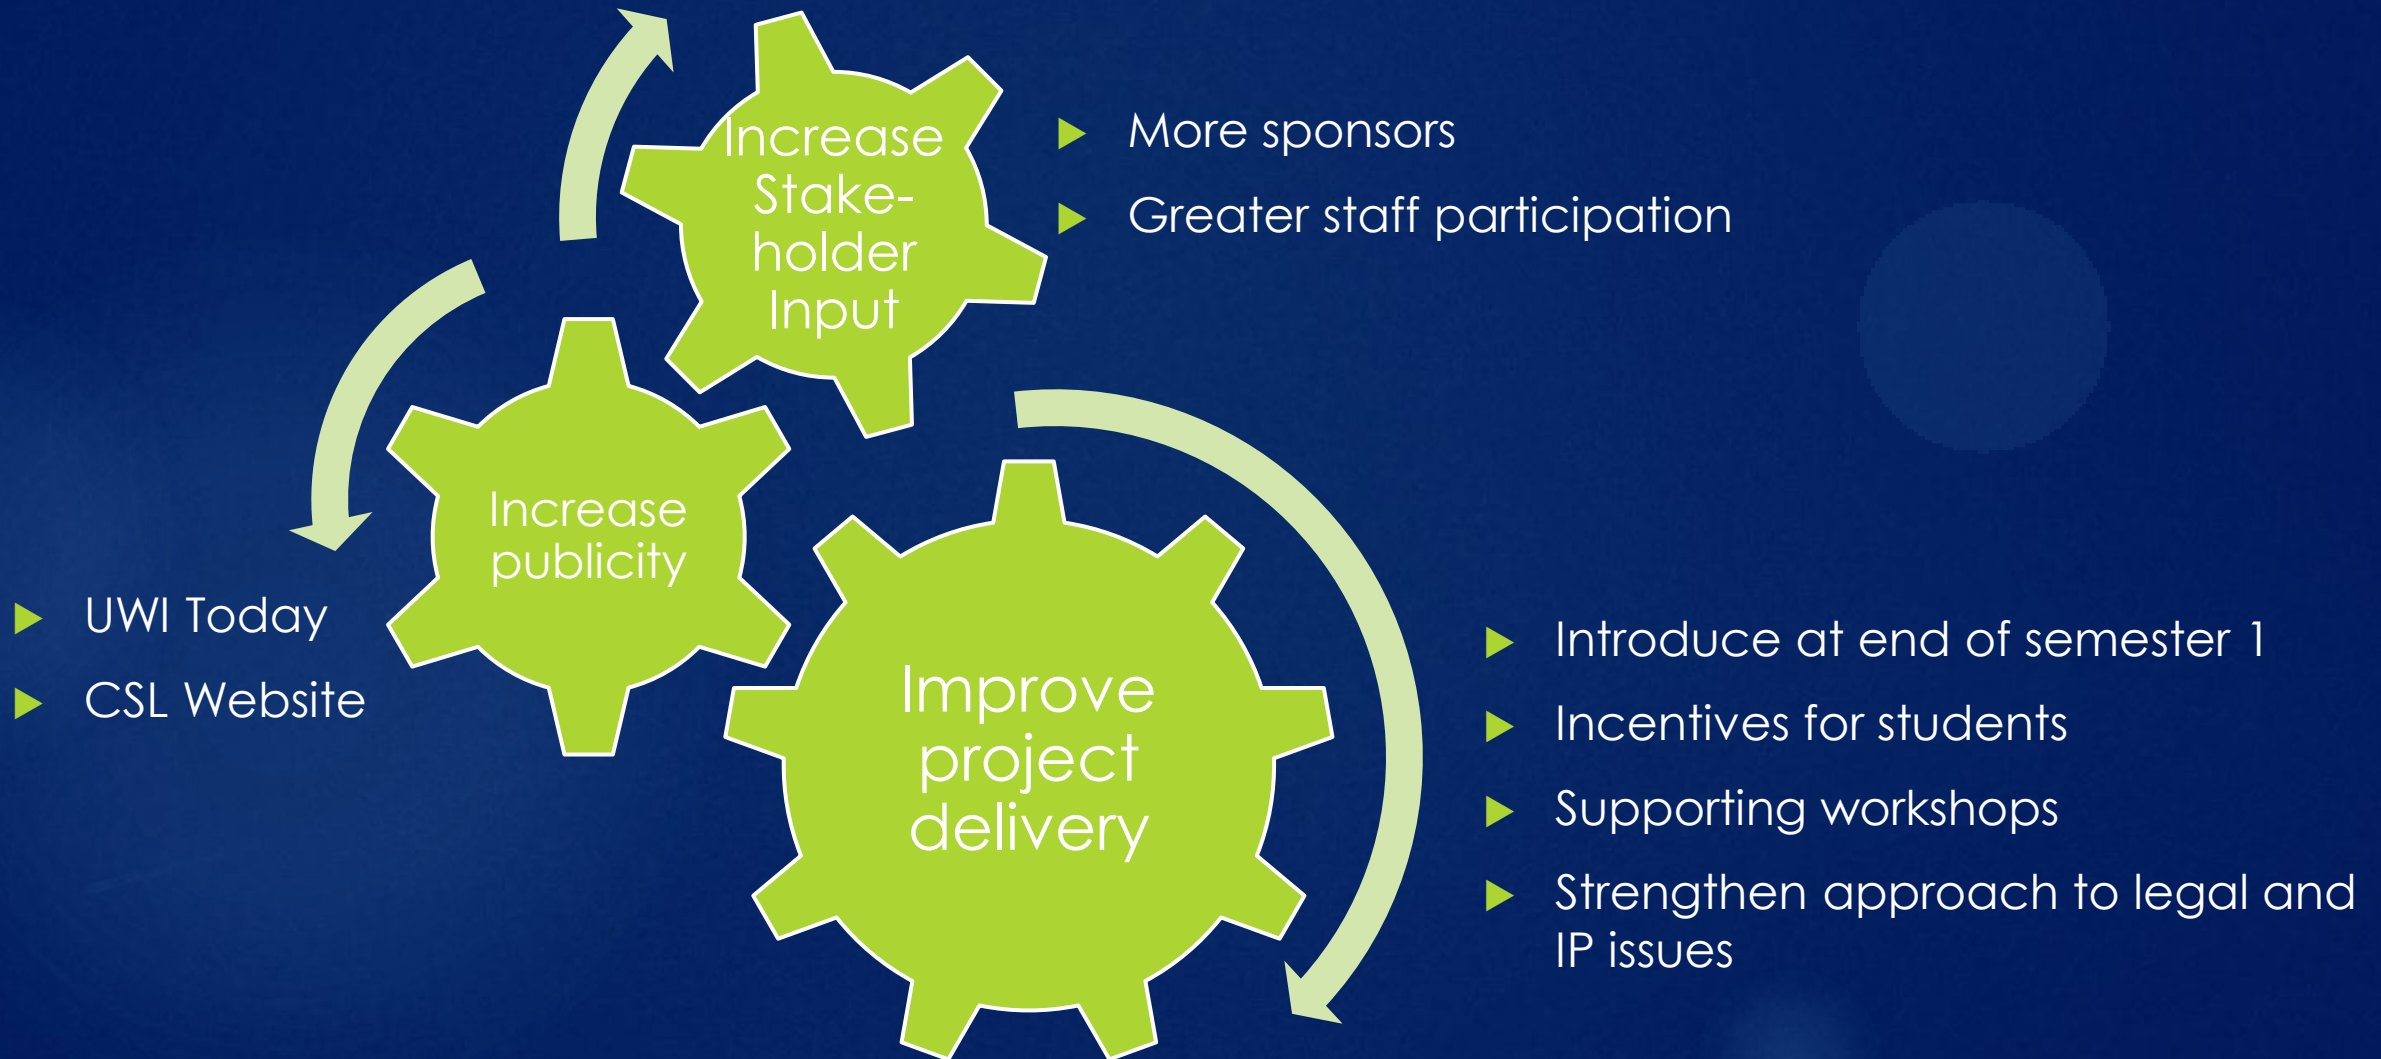 Increase
Stake-
holder
Input
More sponsors
Greater staff participation
Increase
publicity
UWI Today
CSL Website
Improve
project
delivery
Introduce at end of semester 1
Incentives for students
Supporting workshops
Strengthen approach to legal and
IP issues